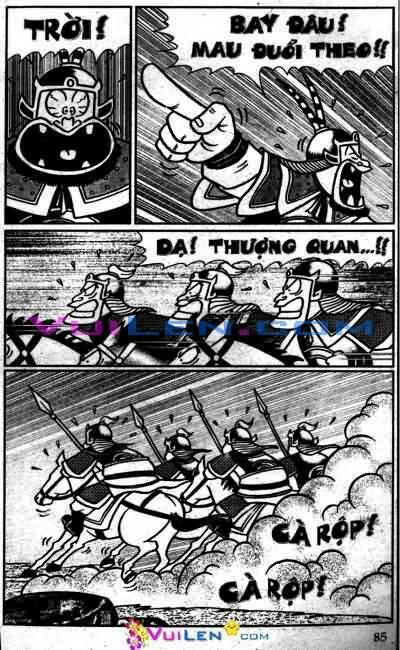 TRỜI!
BAY ĐÂU!
MAU ĐUỔI THEO!!
DẠ! THƯỢNG QUAN...!!
VUILEN.COM
CÀ RỘP!
CÀ RỘP!
85
VUILEN.COM